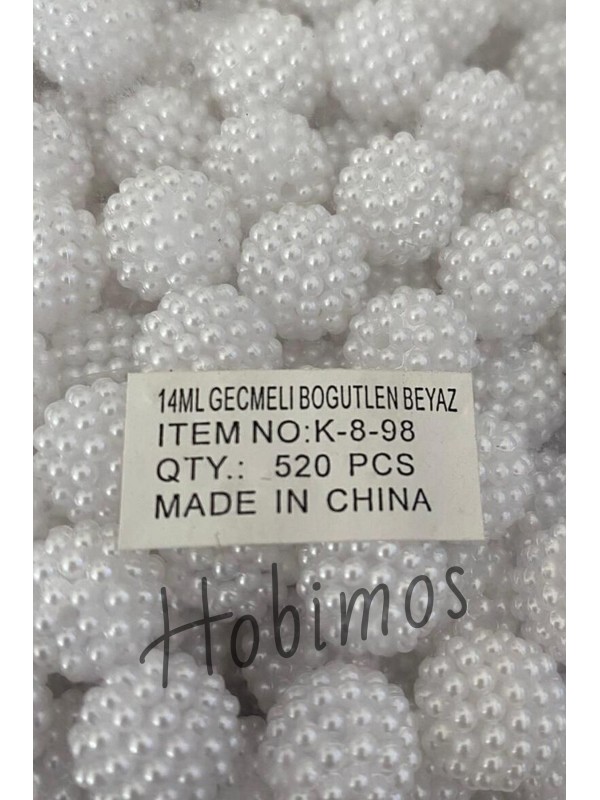 14ML GECMELI BOGUTLEN BEYAZ
ITEM NO:K-8-98
QTY.: 520 PCS
MADE IN CHINA
Hobimos